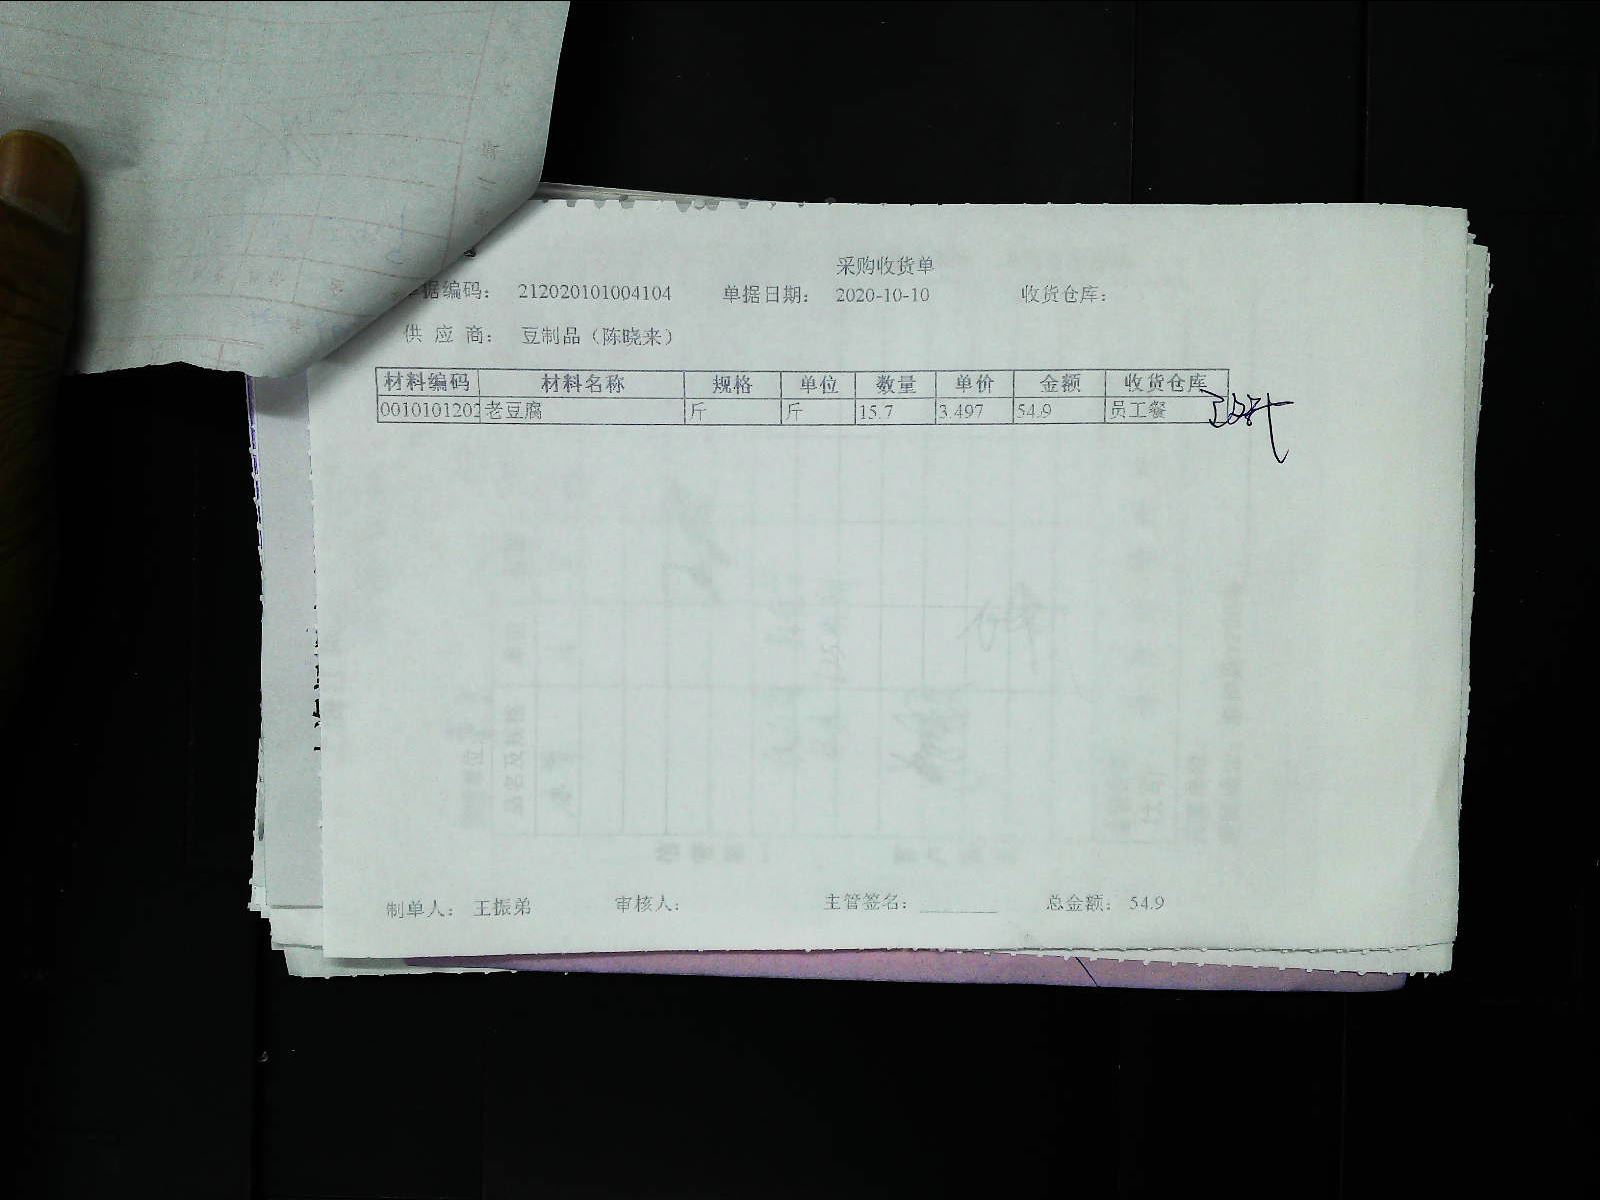 采购收货单
据编码： 212020101004104 单据日期： 2020-10-10 收货仓库：
供 应 商： 豆制品（陈晓来）
材料编码 材料名称 规格 单位 数量 单价 金额 收货仓库
0010101202 老豆腐 斤 斤 15.7 3.497 54.9 员工餐
制单人： 王振弟 审核人： 主管签名： ________ 总金额： 54.9